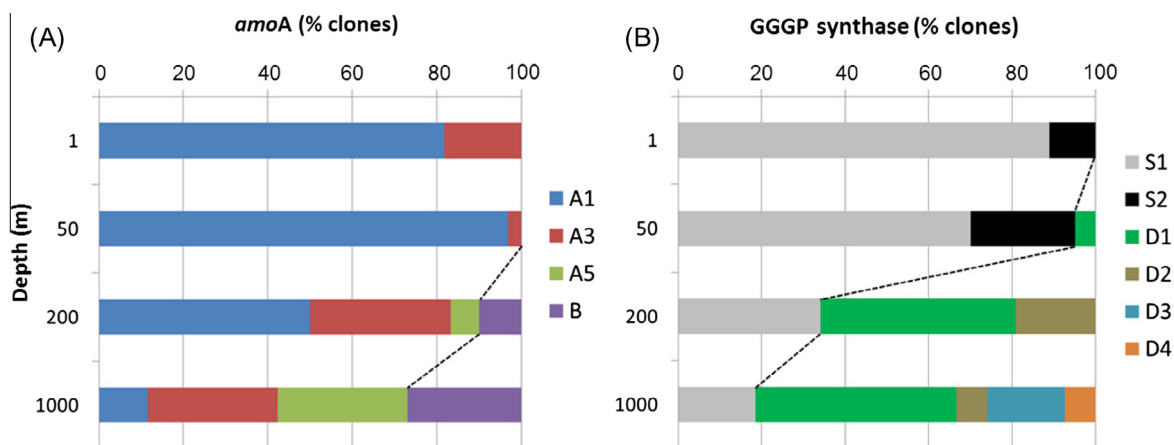 (A)
amoA (% clones)
0 20 40 60 80 100
Depth (m)
1
50
200
1000
A1
A3
A5
B
(B)
GGGP synthase (% clones)
0 20 40 60 80 100
1
50
200
1000
S1
S2
D1
D2
D3
D4